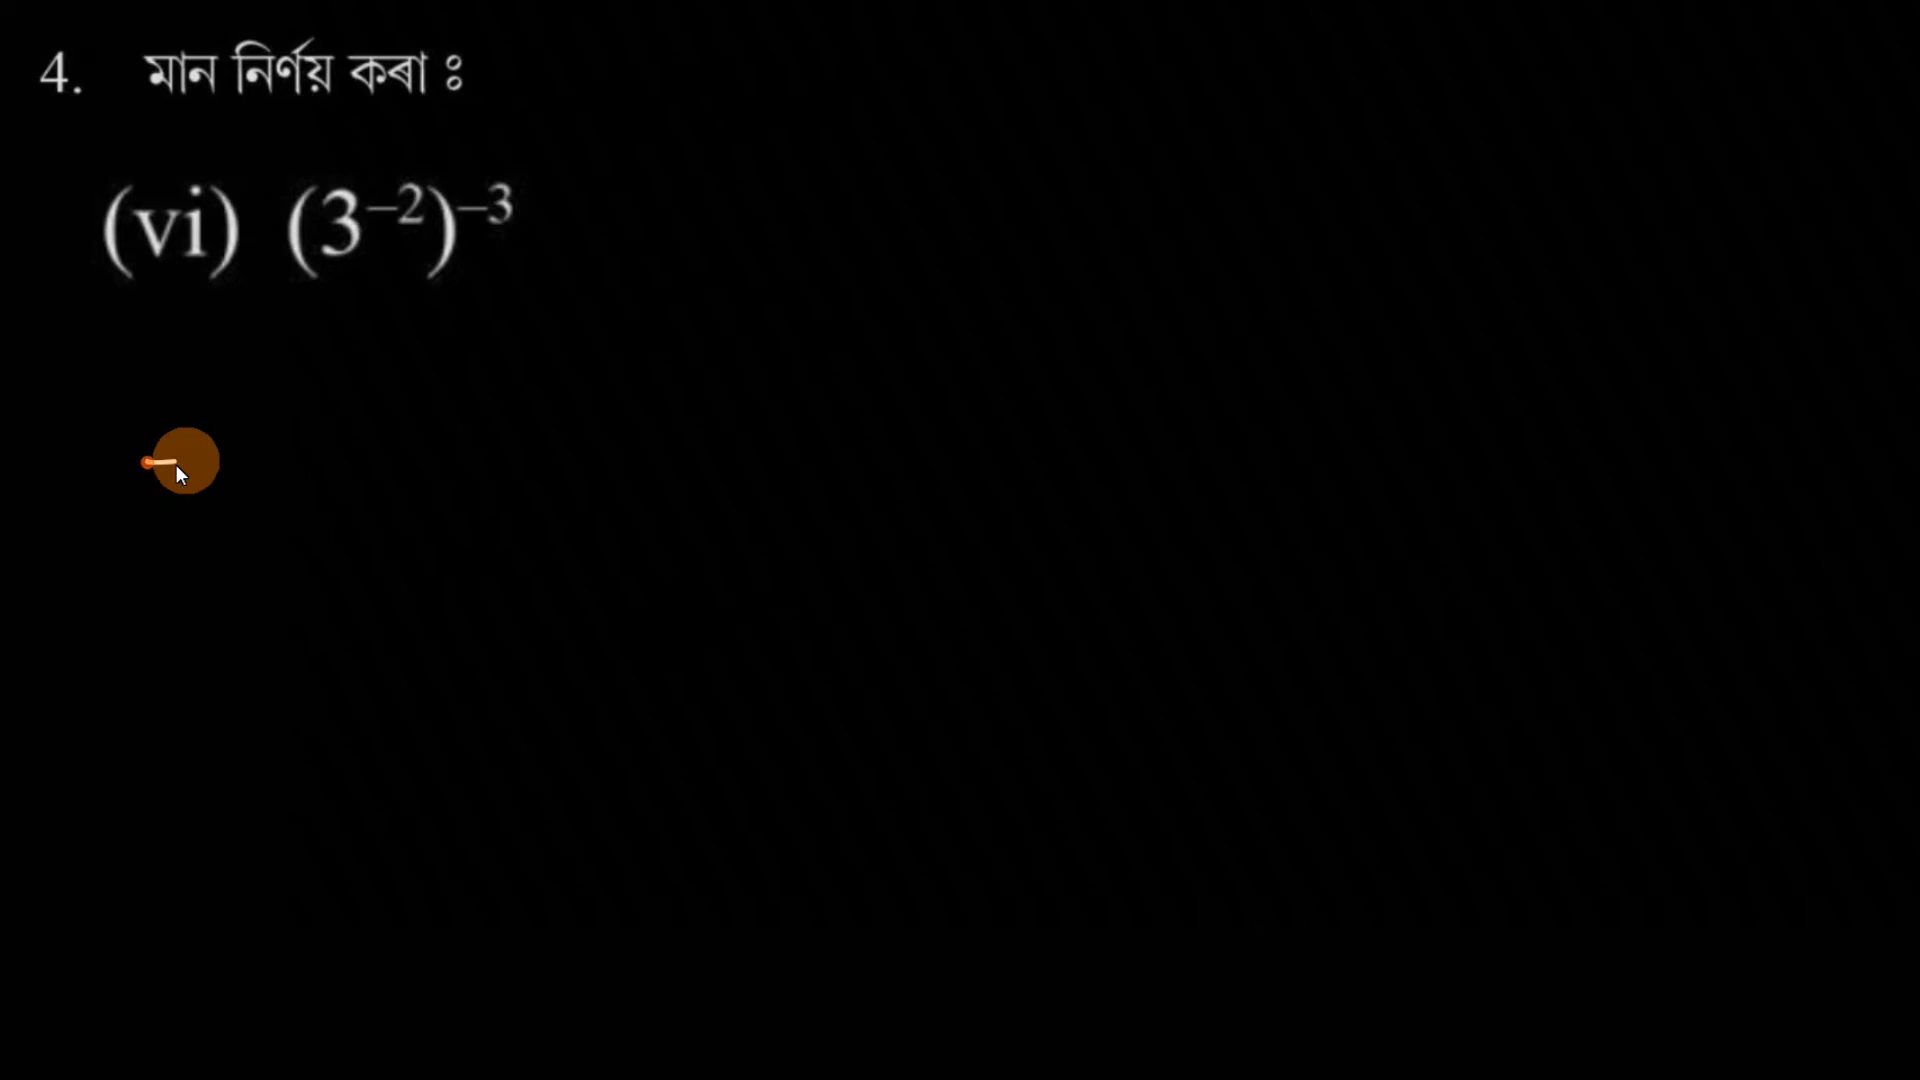 4. মান নিৰ্ণয় কৰা ঃ
(vi) (3⁻²)⁻³